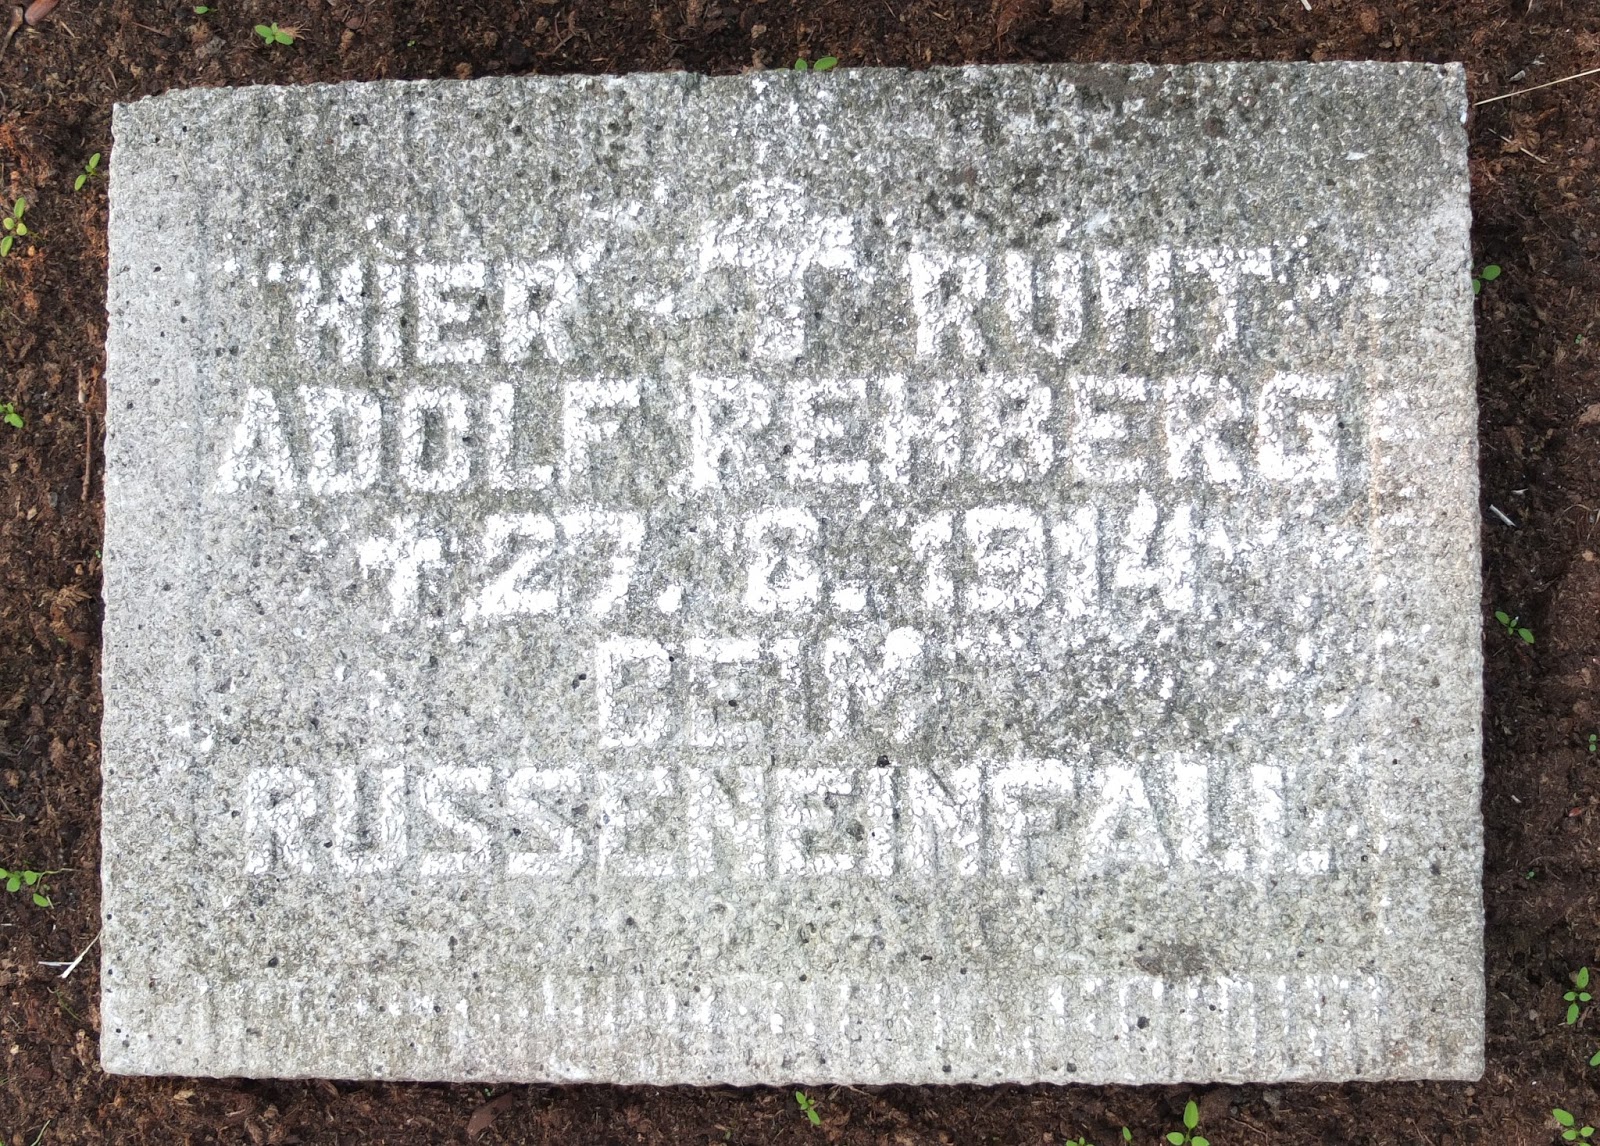 HIER † RUHT
ADOLF REHBERG
† 27. 8. 1914
BEIM
RUSSENEINFALL